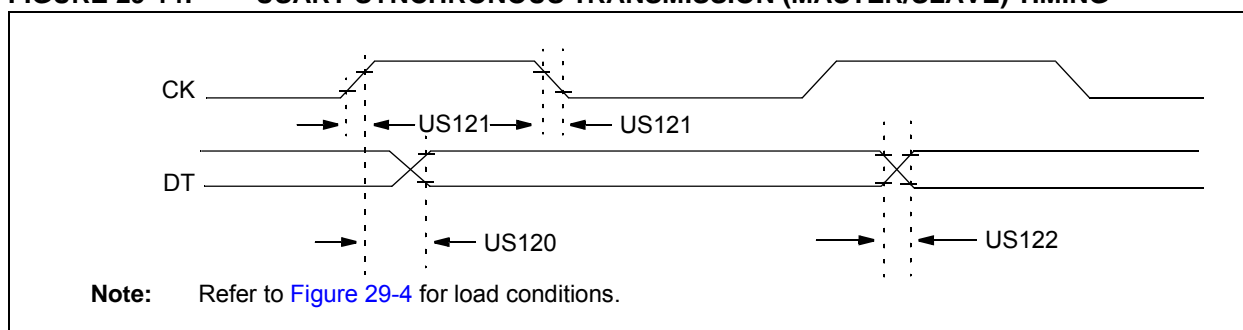 FIGURE 29-14: USART SYNCHRONOUS TRANSMISSION (MASTER/SLAVE) TIMING
CK
US121 US121
DT
US120 US122
Note: Refer to Figure 29-4 for load conditions.